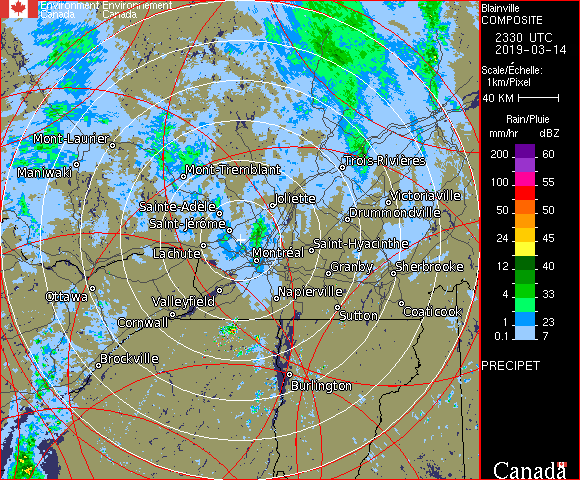 Environment Environnement
Canada Canada
Blainville
COMPOSITE
2330 UTC
2019-03-14
Scale/Échelle:
1km/Pixel
40 KM
Rain/Pluie
mm/hr dBZ
200 60
100 55
50 50
24 45
12 40
4 33
1 23
0.1 7
PRECIPET
Mont-Laurier
Maniwaki
Mont-Tremblant
Trois-Rivières
Joliette
Victoriaville
Sainte-Adèle
Drummondville
Saint-Jérôme
Lachute
Montréal
Saint-Hyacinthe
Granby
Sherbrooke
Ottawa
Valleyfield
Napierville
Cornwall
Sutton
Coaticook
Brockville
Burlington
Canada